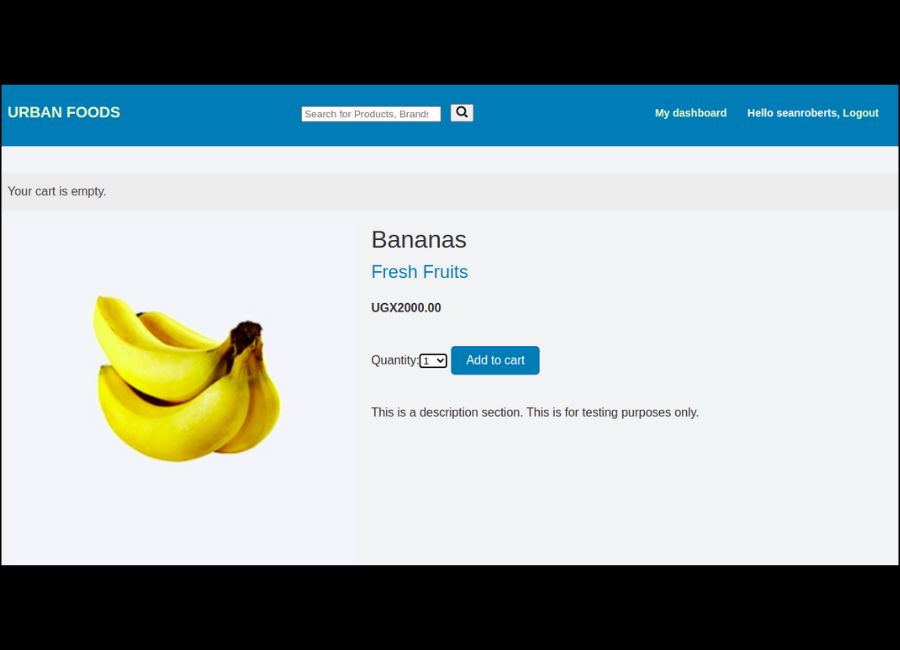 URBAN FOODS
Search for Products, Brands
My dashboard
Hello seanroberts, Logout
Your cart is empty.
Bananas
Fresh Fruits
UGX2000.00
Quantity: 1
Add to cart
This is a description section. This is for testing purposes only.